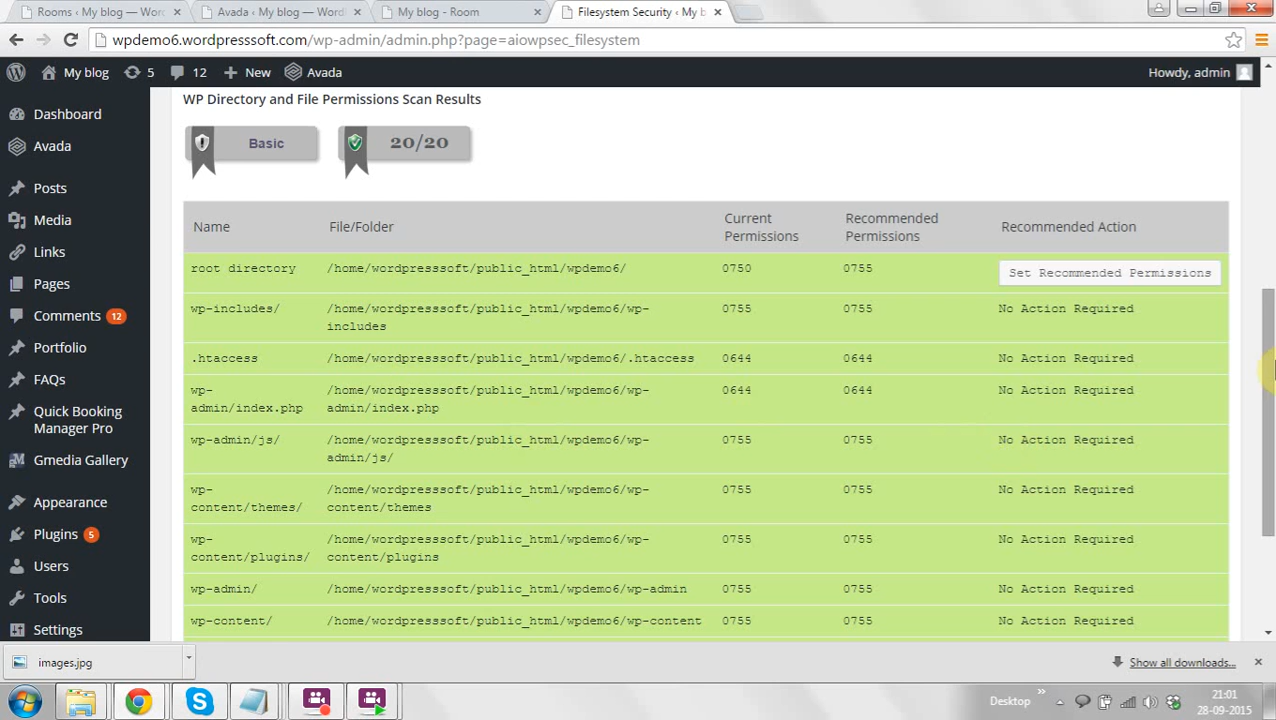 Rooms ‹ My blog — Word
Avada ‹ My blog — Word
My blog - Room
Filesystem Security ‹ My b
wpdemo6.wordpresssoft.com/wp-admin/admin.php?page=aiowpsec_filesystem
My blog 5 12 New Avada Howdy, admin
Dashboard
Avada
Posts
Media
Links
Pages
Comments 12
Portfolio
FAQs
Quick Booking
Manager Pro
Gmedia Gallery
Appearance
Plugins 5
Users
Tools
Settings
WP Directory and File Permissions Scan Results
Basic 20/20
Name File/Folder Current Permissions Recommended Permissions Recommended Action
root directory /home/wordpresssoft/public_html/wpdemo6/ 0750 0755 Set Recommended Permissions
wp-includes/ /home/wordpresssoft/public_html/wpdemo6/wp- 0755 0755 No Action Required
includes
.htaccess /home/wordpresssoft/public_html/wpdemo6/.htaccess 0644 0644 No Action Required
wp- /home/wordpresssoft/public_html/wpdemo6/wp- 0644 0644 No Action Required
admin/index.php admin/index.php
wp-admin/js/ /home/wordpresssoft/public_html/wpdemo6/wp- 0755 0755 No Action Required
admin/js/
wp- /home/wordpresssoft/public_html/wpdemo6/wp- 0755 0755 No Action Required
content/themes/ content/themes
wp- /home/wordpresssoft/public_html/wpdemo6/wp- 0755 0755 No Action Required
content/plugins/ content/plugins
wp-admin/ /home/wordpresssoft/public_html/wpdemo6/wp-admin 0755 0755 No Action Required
wp-content/ /home/wordpresssoft/public_html/wpdemo6/wp-content 0755 0755 No Action Required
images.jpg
Show all downloads...
Desktop
21:01
28-09-2015